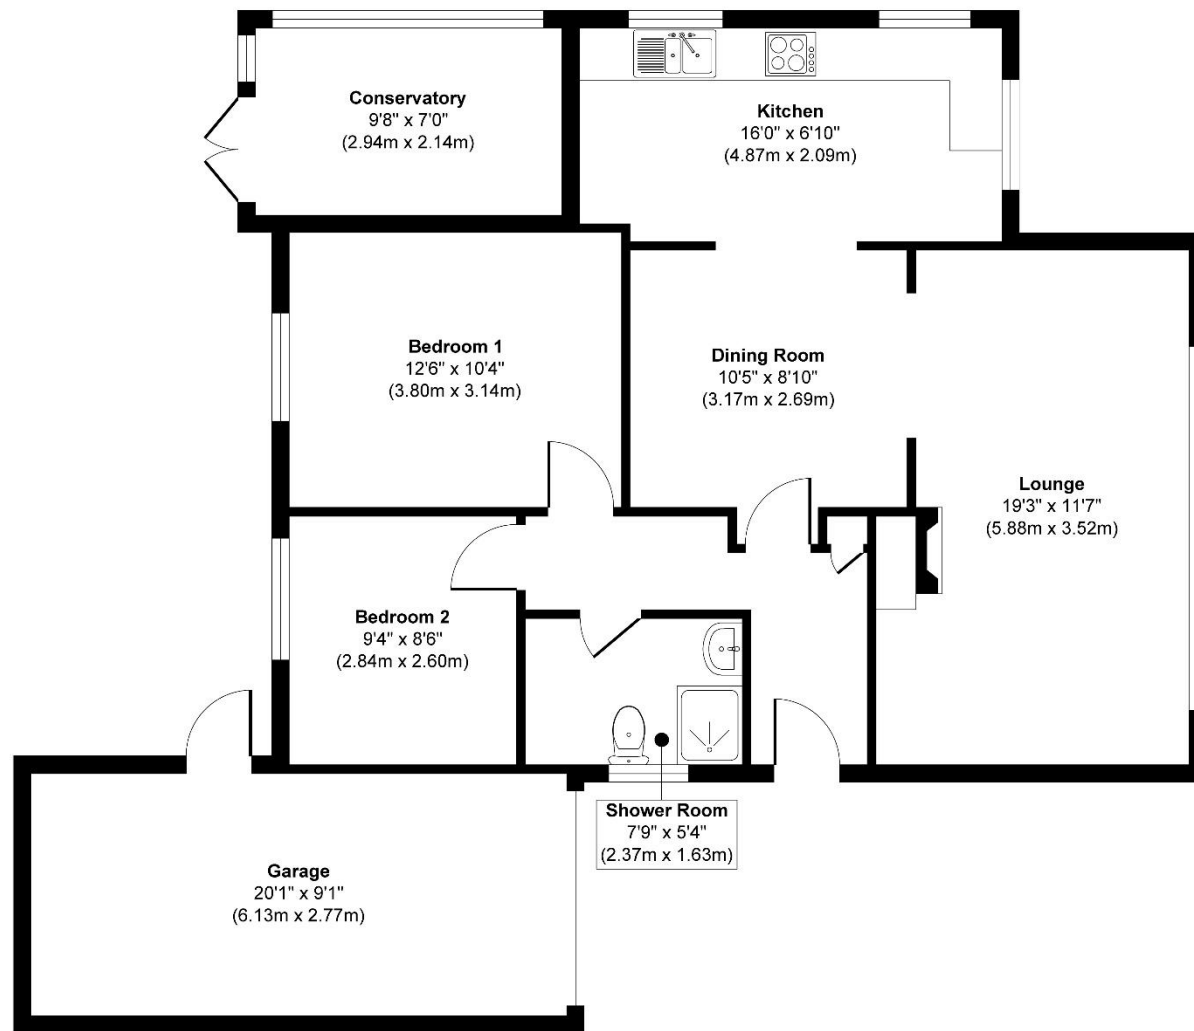 Conservatory
9'8" x 7'0"
(2.94m x 2.14m)
Kitchen
16'0" x 6'10"
(4.87m x 2.09m)
Bedroom 1
12'6" x 10'4"
(3.80m x 3.14m)
Dining Room
10'5" x 8'10"
(3.17m x 2.69m)
Lounge
19'3" x 11'7"
(5.88m x 3.52m)
Bedroom 2
9'4" x 8'6"
(2.84m x 2.60m)
Shower Room
7'9" x 5'4"
(2.37m x 1.63m)
Garage
20'1" x 9'1"
(6.13m x 2.77m)